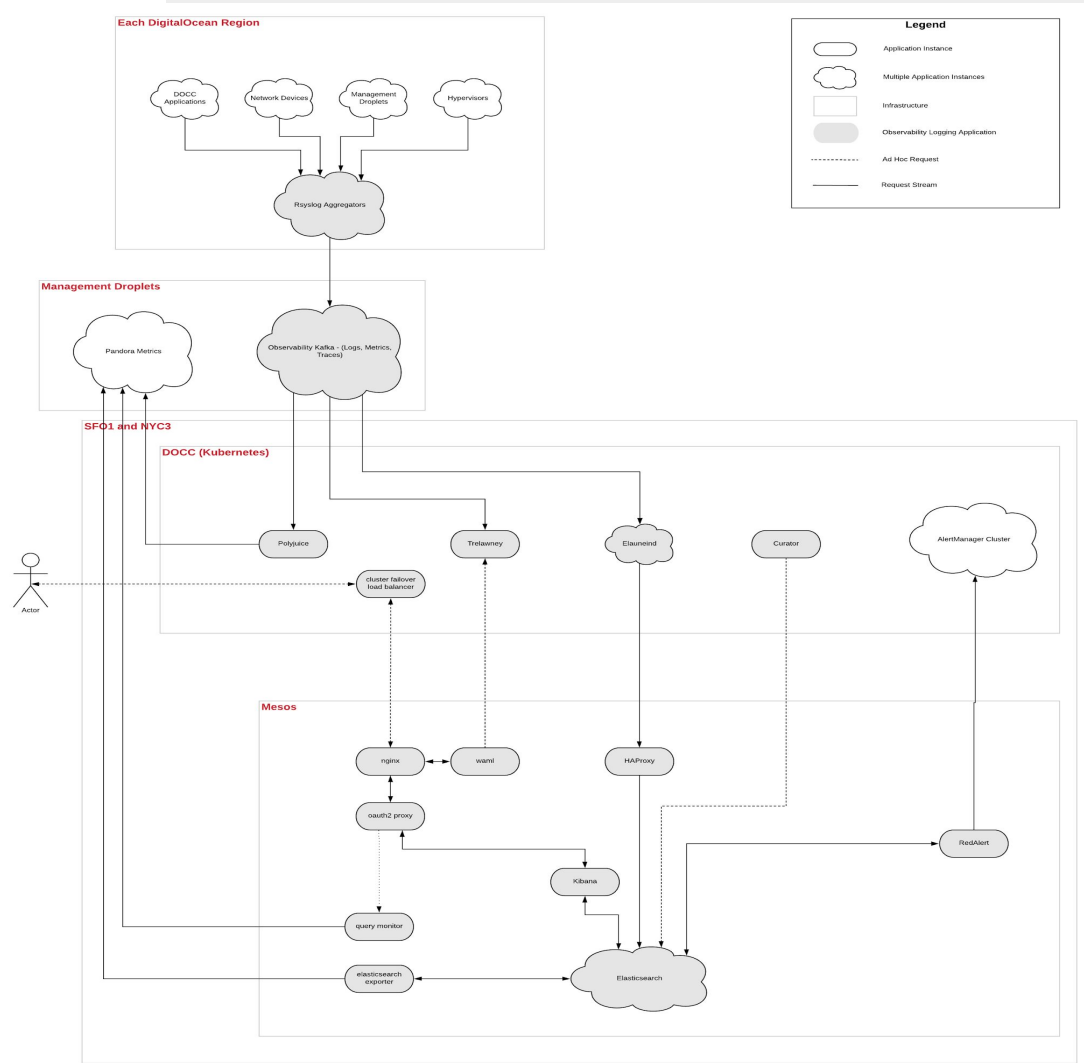 Each DigitalOcean Region
Legend
Application Instance
Multiple Application Instances
Infrastructure
Observability Logging Application
Ad Hoc Request
Request Stream
DOCC
Applications
Network Devices
Management
Droplets
Hypervisors
Rsyslog Aggregators
Management Droplets
Pandora Metrics
Observability Kafka - (Logs, Metrics,
Traces)
SFO1 and NYC3
DOCC (Kubernetes)
Polyjuice
Trelawney
Elauneind
Curator
AlertManager Cluster
cluster failover
load balancer
Actor
Mesos
nginx
waml
HAProxy
oauth2 proxy
RedAlert
Kibana
query monitor
elasticsearch
exporter
Elasticsearch